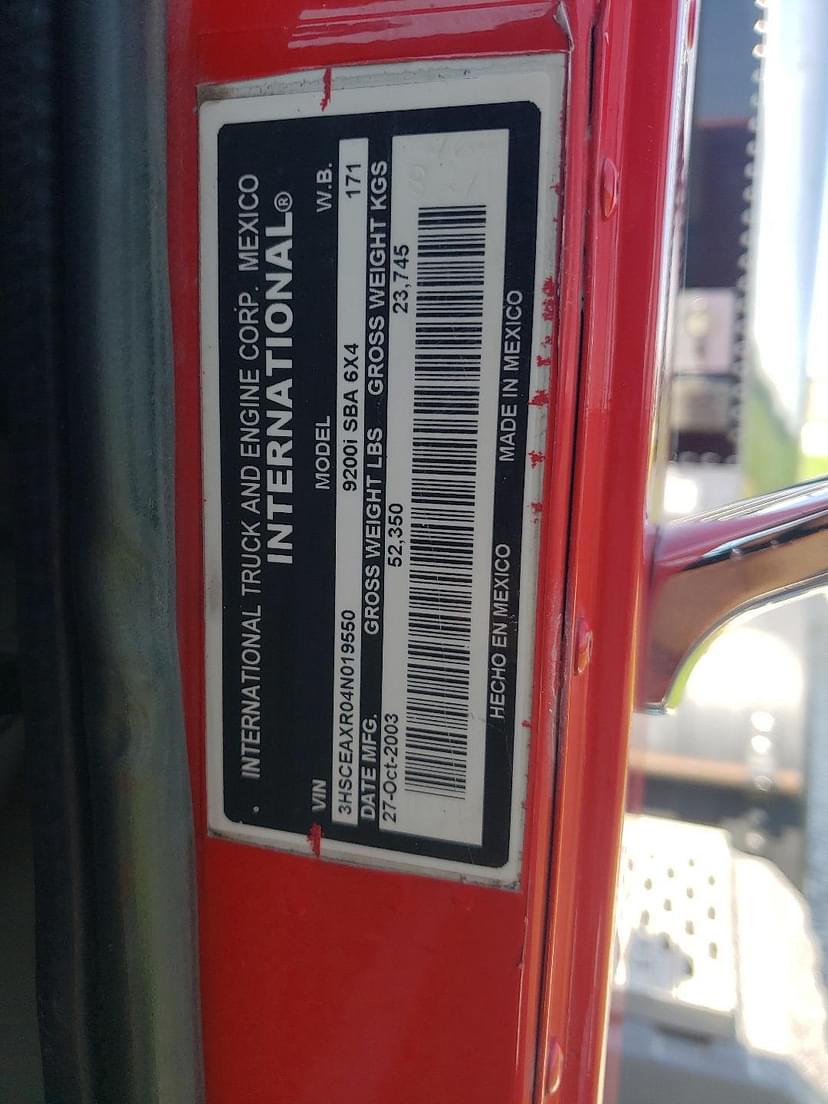 INTERNATIONAL TRUCK AND ENGINE CORP. MEXICO
INTERNATIONAL®
VIN MODEL W.B.
3HSCEAXR04N019550 9200i SBA 6X4 171
DATE MFG. GROSS WEIGHT LBS GROSS WEIGHT KGS
27-Oct-2003 52,350 23,745
HECHO EN MEXICO MADE IN MEXICO